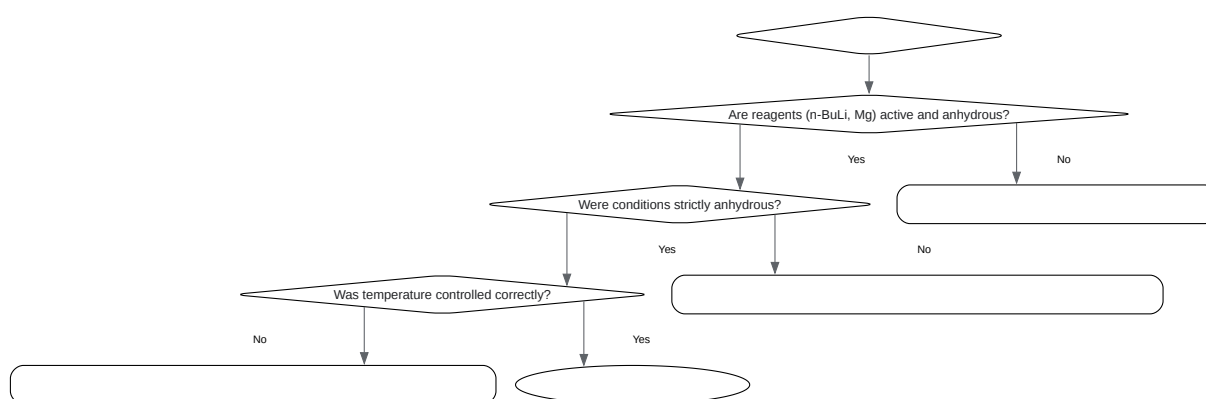 Are reagents (n-BuLi, Mg) active and anhydrous?
Yes
No
Were conditions strictly anhydrous?
Yes
No
Was temperature controlled correctly?
No
Yes